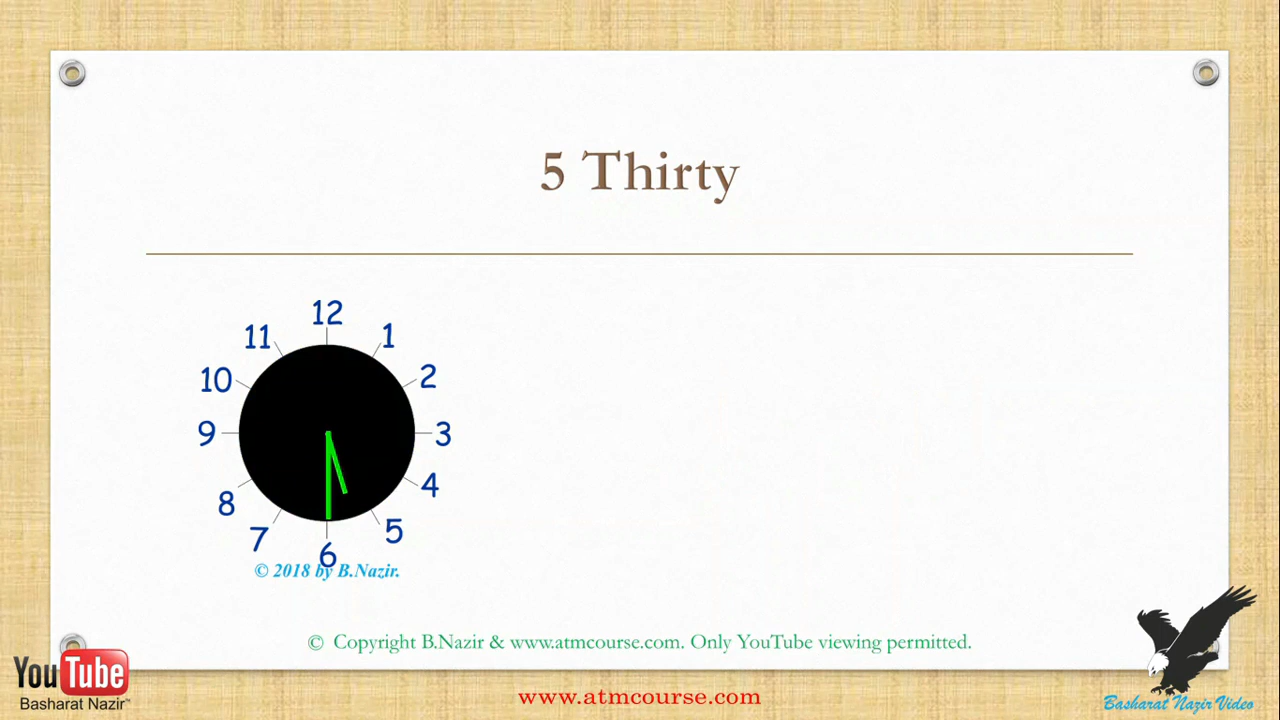 5 Thirty
12
11
1
10
2
9
3
8
4
7
5
6
© 2018 by B.Nazir.
© Copyright B.Nazir & www.atmcourse.com. Only YouTube viewing permitted.
YouTube
Basharat Nazir™
www.atmcourse.com
Basharat Nazir Video